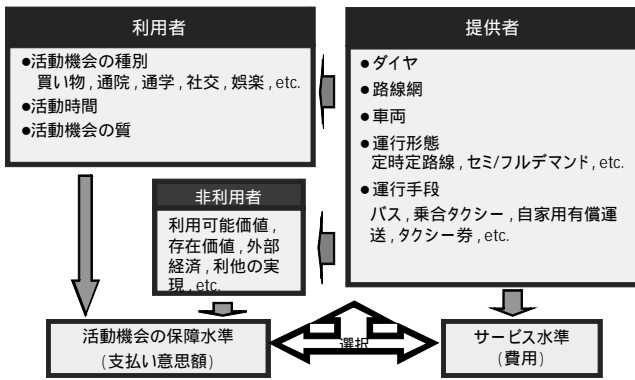 利用者
●活動機会の種別
買い物,通院,通学,社交,娯楽,etc.
●活動時間
●活動機会の質
提供者
●ダイヤ
●路線網
●車両
●運行形態
定時定路線,セミ/フルデマンド,etc.
●運行手段
バス,乗合タクシー,自家用有償運
送,タクシー券,etc.
非利用者
利用可能価値,
存在価値,外部
経済,利他の実
現,etc.
活動機会の保障水準
(支払い意思額)
選択
サービス水準
(費用)